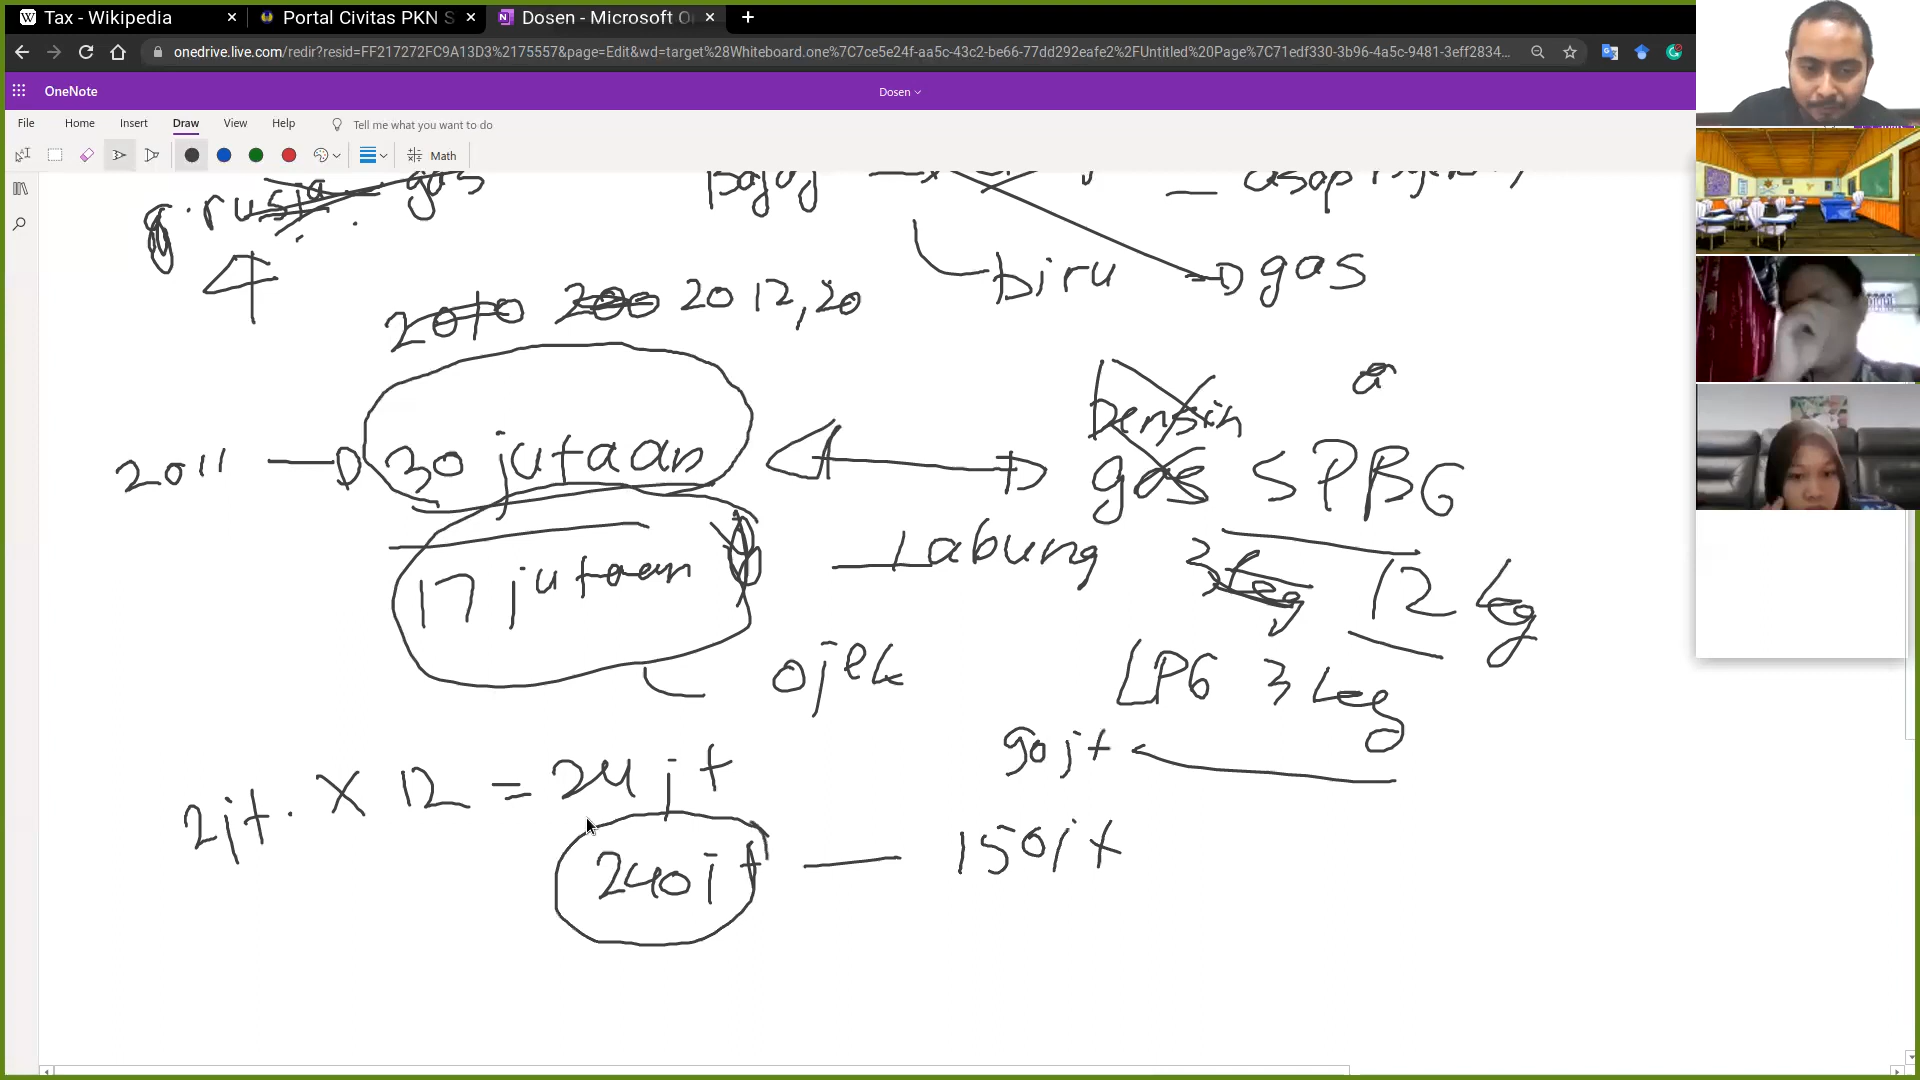 Tax - Wikipedia
Portal Civitas PKN S
Dosen - Microsoft O
onedrive.live.com/redir?resid=FF217272FC9A13D3%2175557&page=Edit&wd=target%28Whiteboard.one%7C7ce5e24f-aa5c-43c2-be66-77dd292eafe2%2FUntitled%20Page%7C71edf330-3b96-4a5c-9481-3eff2834...
OneNote
Dosen
File Home Insert Draw View Help Tell me what you want to do
Math
gas
Bajaj
4
biru
gas
2010 200 2012, 20
bensin
2011
30 jutaan
gas SPBG
17 jutaan
tabung
3 kg 12 kg
ojek
LPG 3 kg
90 jt
2jt. X 12 = 24 jt
240 jt
150 jt